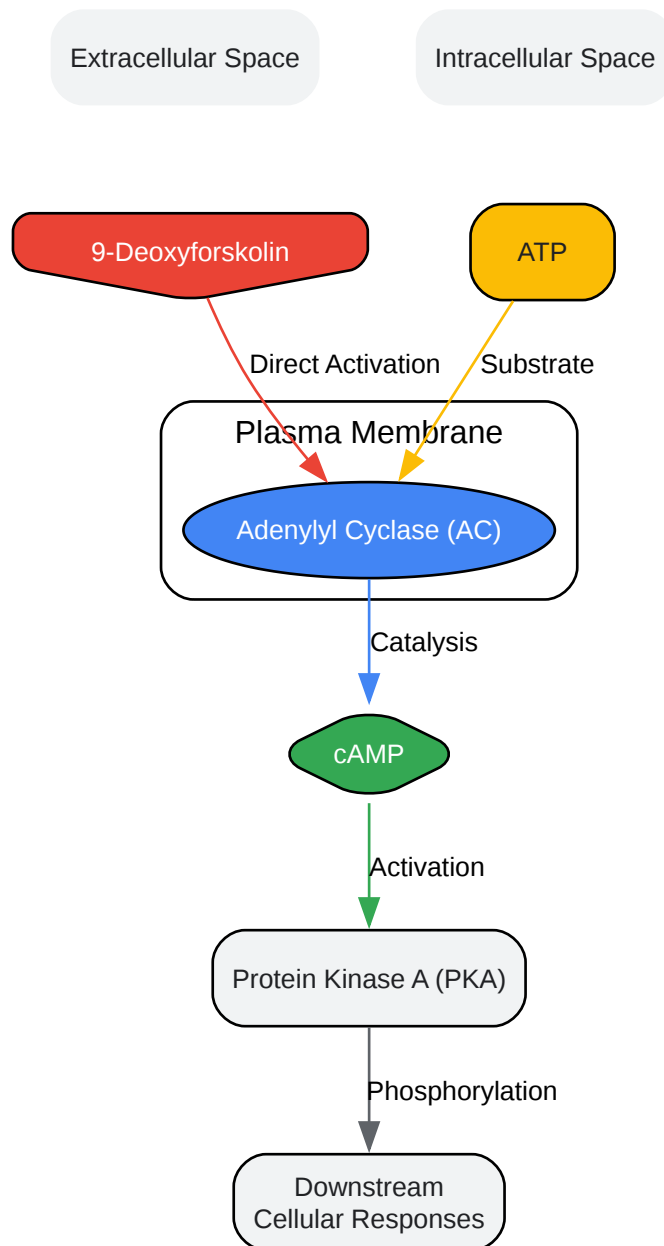 Extracellular Space
Intracellular Space
9-Deoxyforskolin
ATP
Direct Activation
Substrate
Plasma Membrane
Adenylyl Cyclase (AC)
Catalysis
cAMP
Activation
Protein Kinase A (PKA)
Phosphorylation
Downstream
Cellular Responses